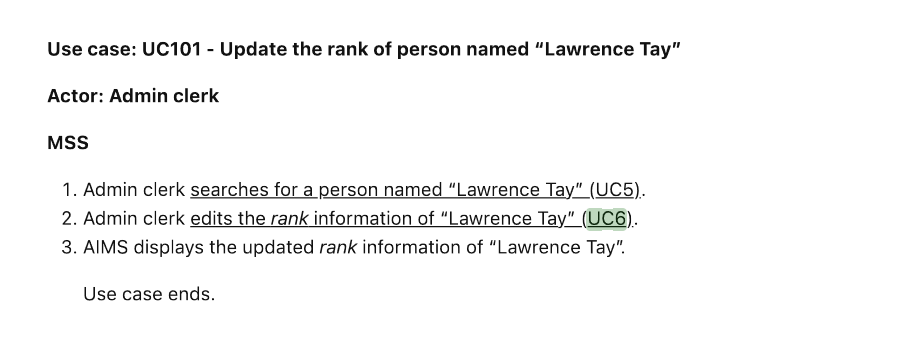 Use case: UC101 - Update the rank of person named “Lawrence Tay”
Actor: Admin clerk
MSS
1. Admin clerk searches for a person named “Lawrence Tay” (UC5).
2. Admin clerk edits the rank information of “Lawrence Tay” (UC6).
3. AIMS displays the updated rank information of “Lawrence Tay”.
Use case ends.